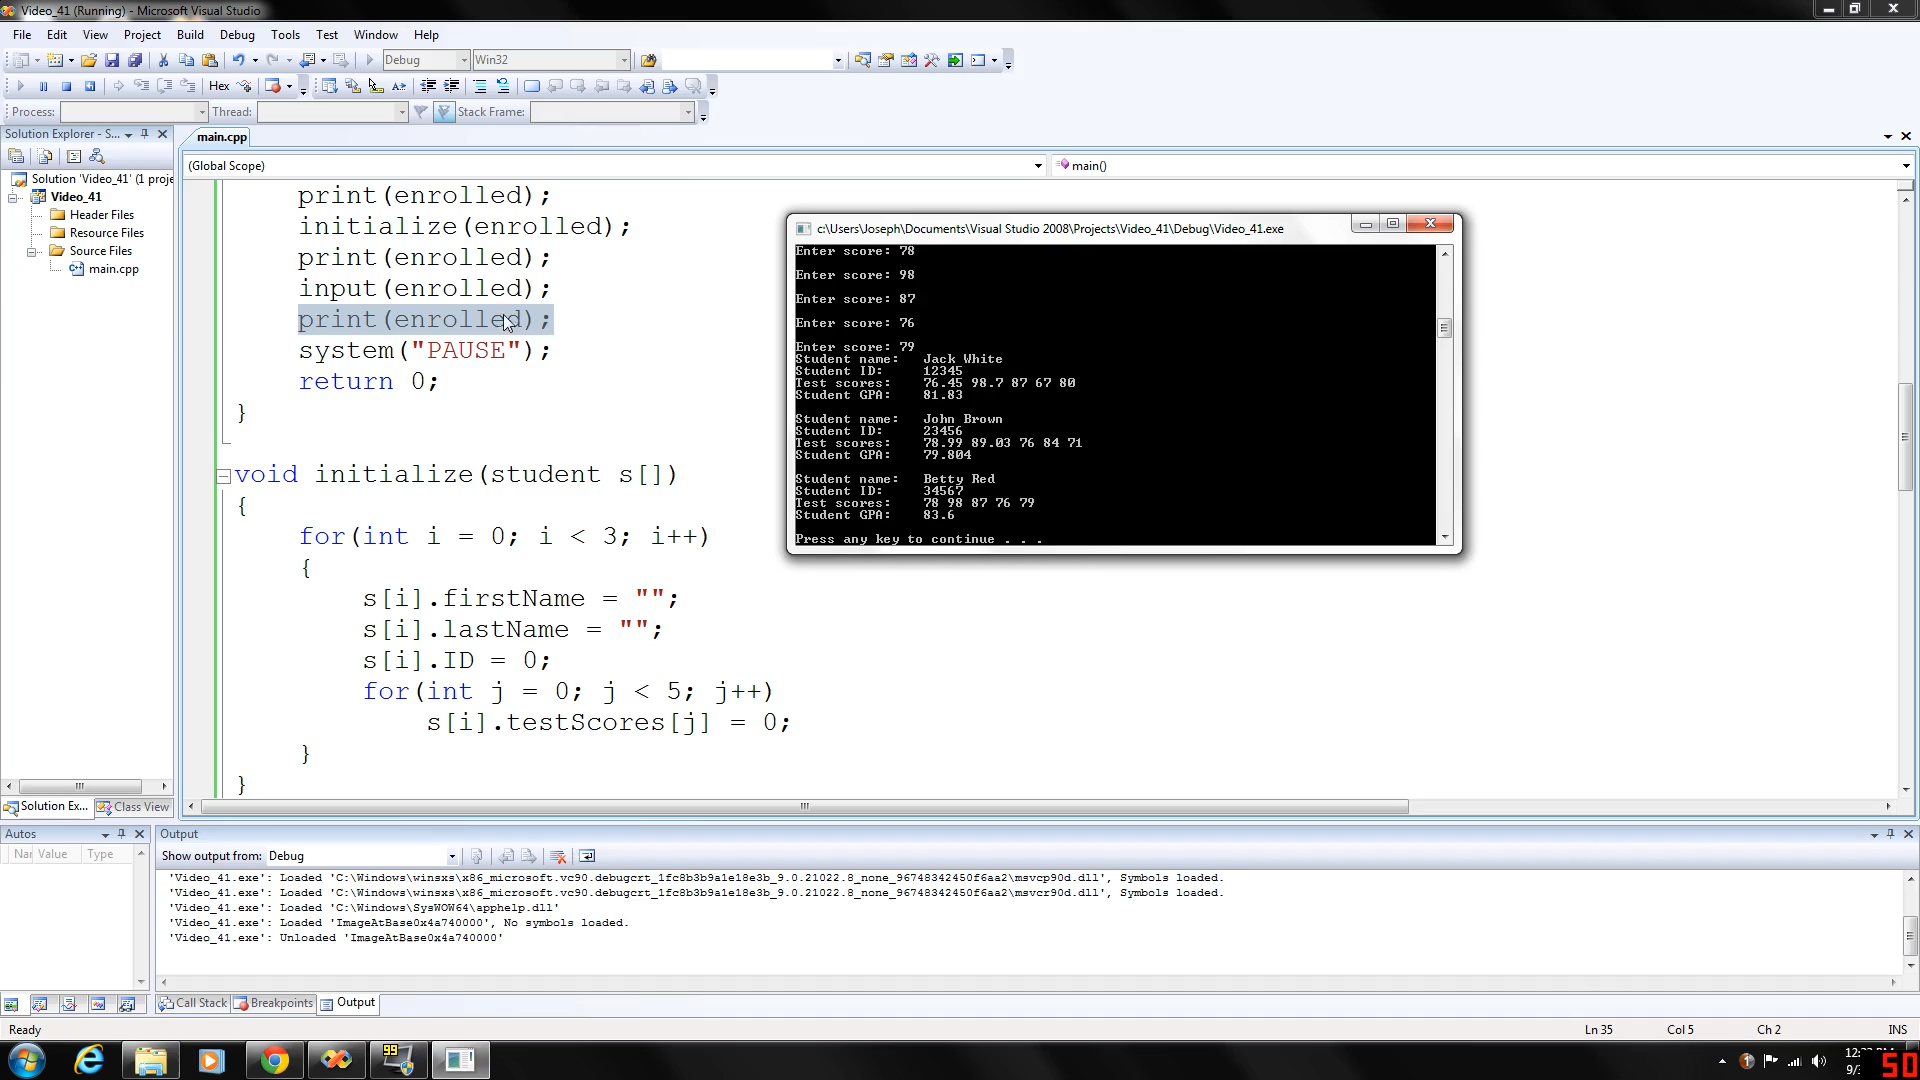 Video_41 (Running) - Microsoft Visual Studio
File Edit View Project Build Debug Tools Test Window Help
Debug Win32
Hex
Process: Thread: Stack Frame:
Solution Explorer - S...
main.cpp
(Global Scope) main()
Solution 'Video_41' (1 proje
Video_41
Header Files
Resource Files
Source Files
main.cpp
print(enrolled);
initialize(enrolled);
print(enrolled);
input(enrolled);
print(enrolled);
system("PAUSE");
return 0;
}
void initialize(student s[])
{
for(int i = 0; i < 3; i++)
{
s[i].firstName = "";
s[i].lastName = "";
s[i].ID = 0;
for(int j = 0; j < 5; j++)
s[i].testScores[j] = 0;
}
}
c:\Users\Joseph\Documents\Visual Studio 2008\Projects\Video_41\Debug\Video_41.exe
Enter score: 78
Enter score: 98
Enter score: 87
Enter score: 76
Enter score: 79
Student name: Jack White
Student ID: 12345
Test scores: 76.45 98.7 87 67 80
Student GPA: 81.83
Student name: John Brown
Student ID: 23456
Test scores: 78.99 89.03 76 84 71
Student GPA: 79.804
Student name: Betty Red
Student ID: 34567
Test scores: 78 98 87 76 79
Student GPA: 83.6
Press any key to continue . . .
Solution Ex... Class View
Autos
Nar Value Type
Output
Show output from: Debug
'Video_41.exe': Loaded 'C:\Windows\winsxs\x86_microsoft.vc90.debugcrt_1fc8b3b9a1e18e3b_9.0.21022.8_none_96748342450f6aa2\msvcp90d.dll', Symbols loaded.
'Video_41.exe': Loaded 'C:\Windows\winsxs\x86_microsoft.vc90.debugcrt_1fc8b3b9a1e18e3b_9.0.21022.8_none_96748342450f6aa2\msvcr90d.dll', Symbols loaded.
'Video_41.exe': Loaded 'C:\Windows\SysWOW64\apphelp.dll'
'Video_41.exe': Loaded 'ImageAtBase0x4a740000', No symbols loaded.
'Video_41.exe': Unloaded 'ImageAtBase0x4a740000'
Call Stack Breakpoints Output
Ready Ln 35 Col 5 Ch 2 INS
99
50